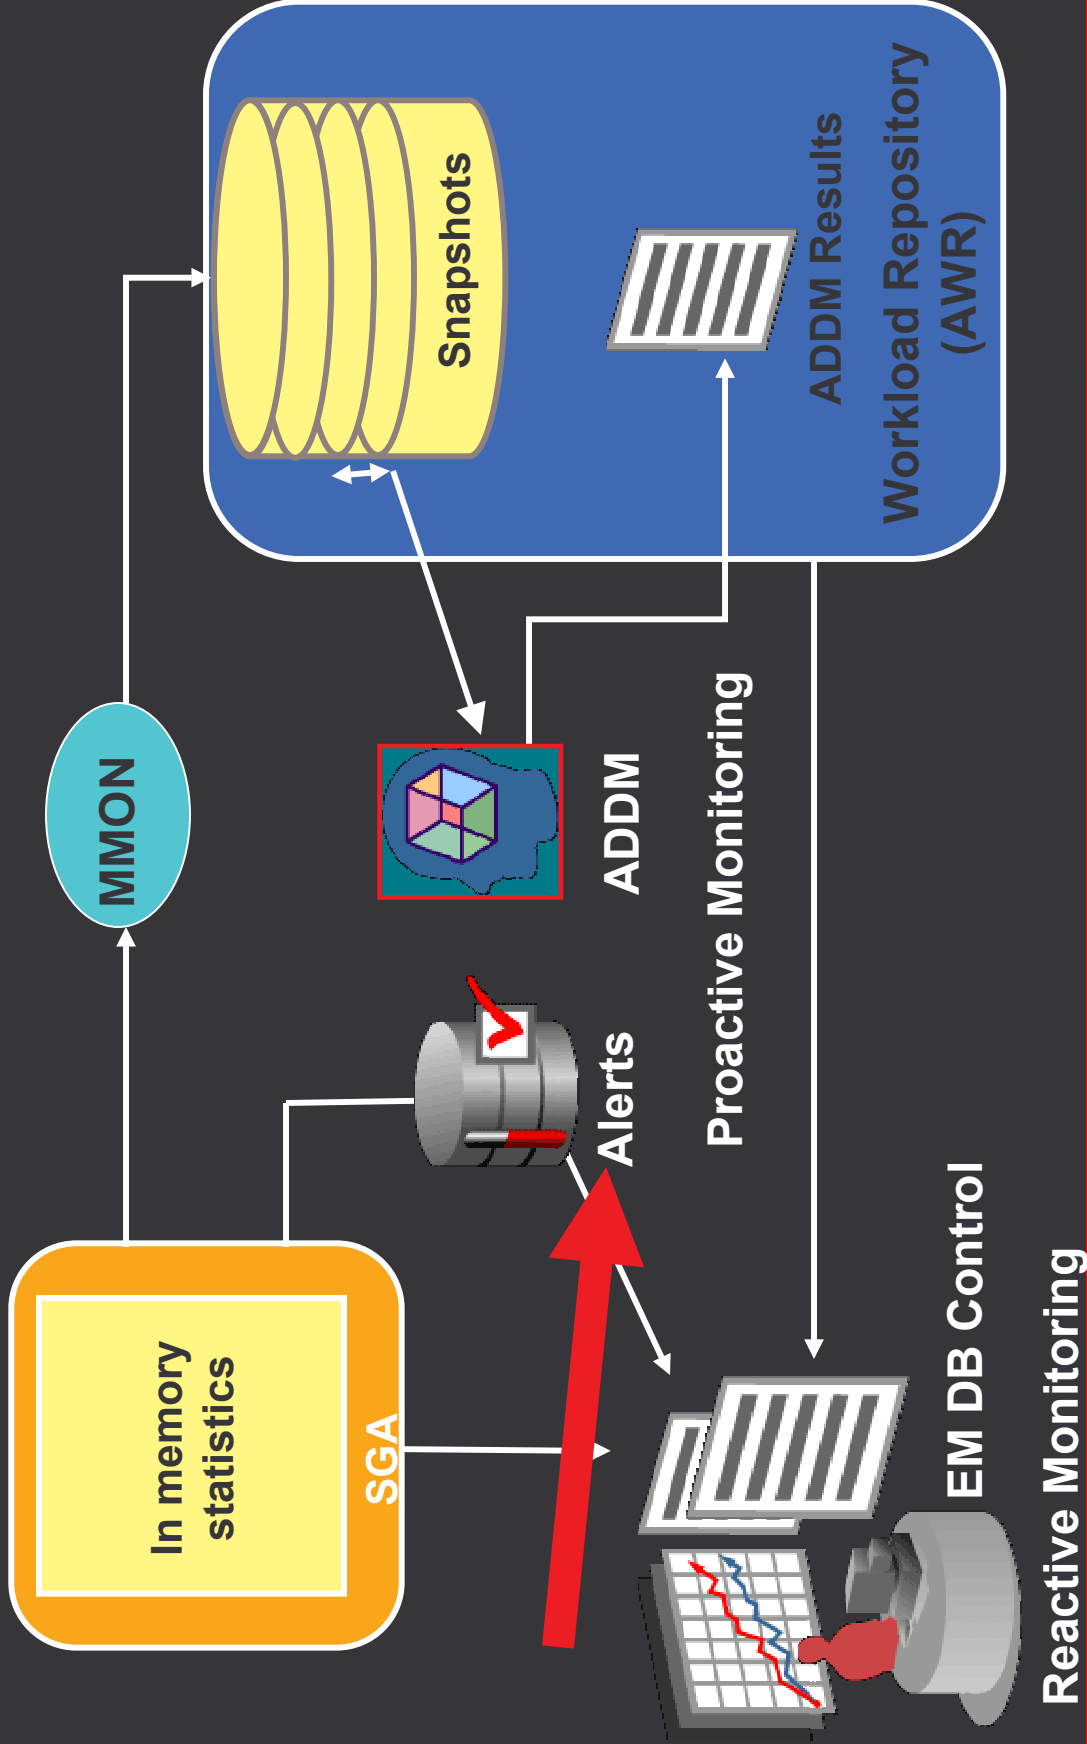 In memory
statistics
SGA
MMON
Snapshots
Alerts
ADDM
ADDM Results
Proactive Monitoring
Workload Repository
(AWR)
EM DB Control
Reactive Monitoring